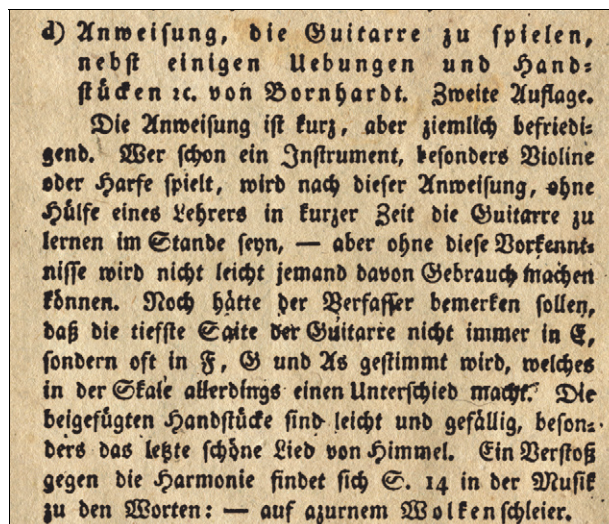 d) Anweisung, die Guitarre zu spielen,
nebst einigen Uebungen und Hand-
stücken ꝛc. von Bornhardt. Zweite Auflage.
Die Anweisung ist kurz, aber ziemlich befriedi-
gend. Wer schon ein Instrument, besonders Violine
oder Harfe spielt, wird nach dieser Anweisung, ohne
Hülfe eines Lehrers in kurzer Zeit die Guitarre zu
lernen im Stande seyn, — aber ohne diese Vorkennt-
nisse wird nicht leicht jemand davon Gebrauch machen
können. Noch hätte der Verfasser bemerken sollen,
daß die tiefste Saite der Guitarre nicht immer in E,
sondern oft in F, G und As gestimmt wird, welches
in der Skale allerdings einen Unterschied macht. Die
beigefügten Handstücke sind leicht und gefällig, beson-
ders das letzte schöne Lied von Himmel. Ein Verstoß
gegen die Harmonie findet sich S. 14 in der Musik
zu den Worten: — auf azurnem Wolkenschleier.